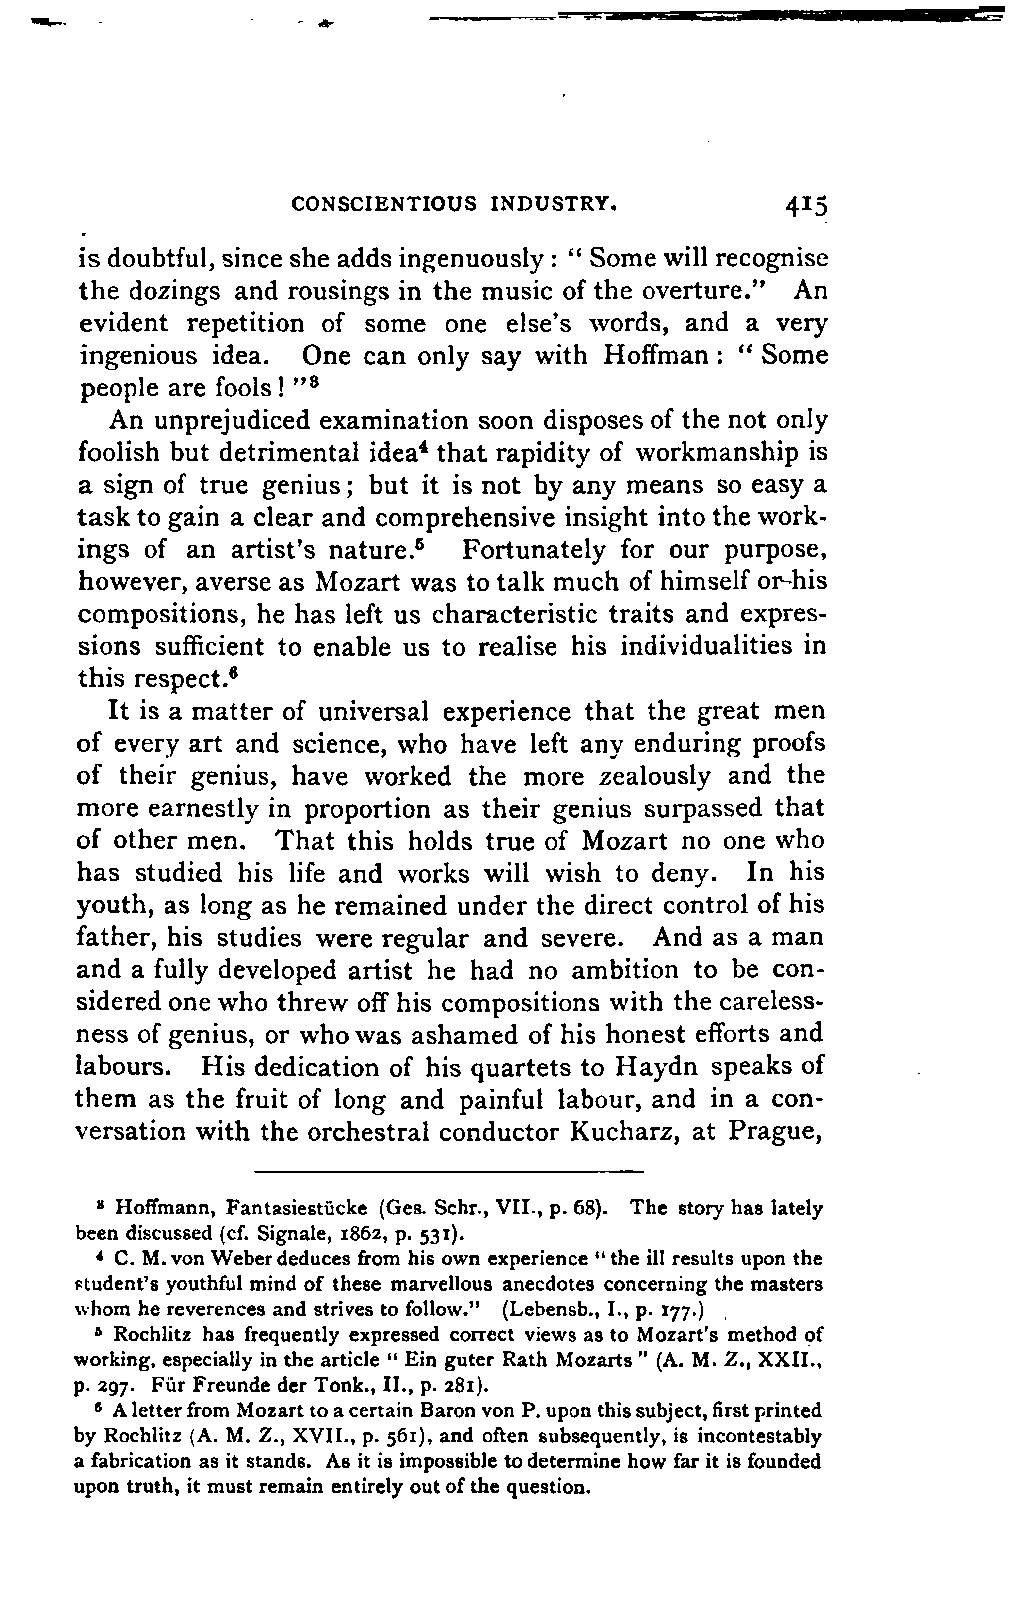 CONSCIENTIOUS INDUSTRY. 415
is doubtful, since she adds ingenuously : “ Some will recognise
the dozings and rousings in the music of the overture.” An
evident repetition of some one else’s words, and a very
ingenious idea. One can only say with Hoffman : “ Some
people are fools ! ”³
An unprejudiced examination soon disposes of the not only
foolish but detrimental idea⁴ that rapidity of workmanship is
a sign of true genius ; but it is not by any means so easy a
task to gain a clear and comprehensive insight into the work-
ings of an artist’s nature.⁵ Fortunately for our purpose,
however, averse as Mozart was to talk much of himself or his
compositions, he has left us characteristic traits and expres-
sions sufficient to enable us to realise his individualities in
this respect.⁶
It is a matter of universal experience that the great men
of every art and science, who have left any enduring proofs
of their genius, have worked the more zealously and the
more earnestly in proportion as their genius surpassed that
of other men. That this holds true of Mozart no one who
has studied his life and works will wish to deny. In his
youth, as long as he remained under the direct control of his
father, his studies were regular and severe. And as a man
and a fully developed artist he had no ambition to be con-
sidered one who threw off his compositions with the careless-
ness of genius, or who was ashamed of his honest efforts and
labours. His dedication of his quartets to Haydn speaks of
them as the fruit of long and painful labour, and in a con-
versation with the orchestral conductor Kucharz, at Prague,
³ Hoffmann, Fantasiestücke (Ges. Schr., VII., p. 68). The story has lately
been discussed (cf. Signale, 1862, p. 531).
⁴ C. M. von Weber deduces from his own experience “ the ill results upon the
student’s youthful mind of these marvellous anecdotes concerning the masters
whom he reverences and strives to follow.” (Lebensb., I., p. 177.)
⁵ Rochlitz has frequently expressed correct views as to Mozart’s method of
working, especially in the article “ Ein guter Rath Mozarts ” (A. M. Z., XXII.,
p. 297. Für Freunde der Tonk., II., p. 281).
⁶ A letter from Mozart to a certain Baron von P. upon this subject, first printed
by Rochlitz (A. M. Z., XVII., p. 561), and often subsequently, is incontestably
a fabrication as it stands. As it is impossible to determine how far it is founded
upon truth, it must remain entirely out of the question.